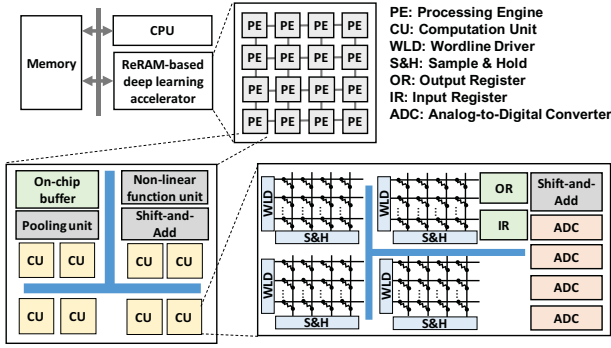 Memory
CPU
ReRAM-based
deep learning
accelerator
PE PE PE PE
PE PE PE PE
PE PE PE PE
PE PE PE PE
PE: Processing Engine
CU: Computation Unit
WLD: Wordline Driver
S&H: Sample & Hold
OR: Output Register
IR: Input Register
ADC: Analog-to-Digital Converter
On-chip
buffer
Non-linear
function unit
Pooling unit
Shift-and-
Add
CU CU CU CU
CU CU CU CU
WLD
S&H
WLD
S&H
OR
Shift-and-
Add
IR
ADC
ADC
WLD
S&H
WLD
S&H
ADC
ADC